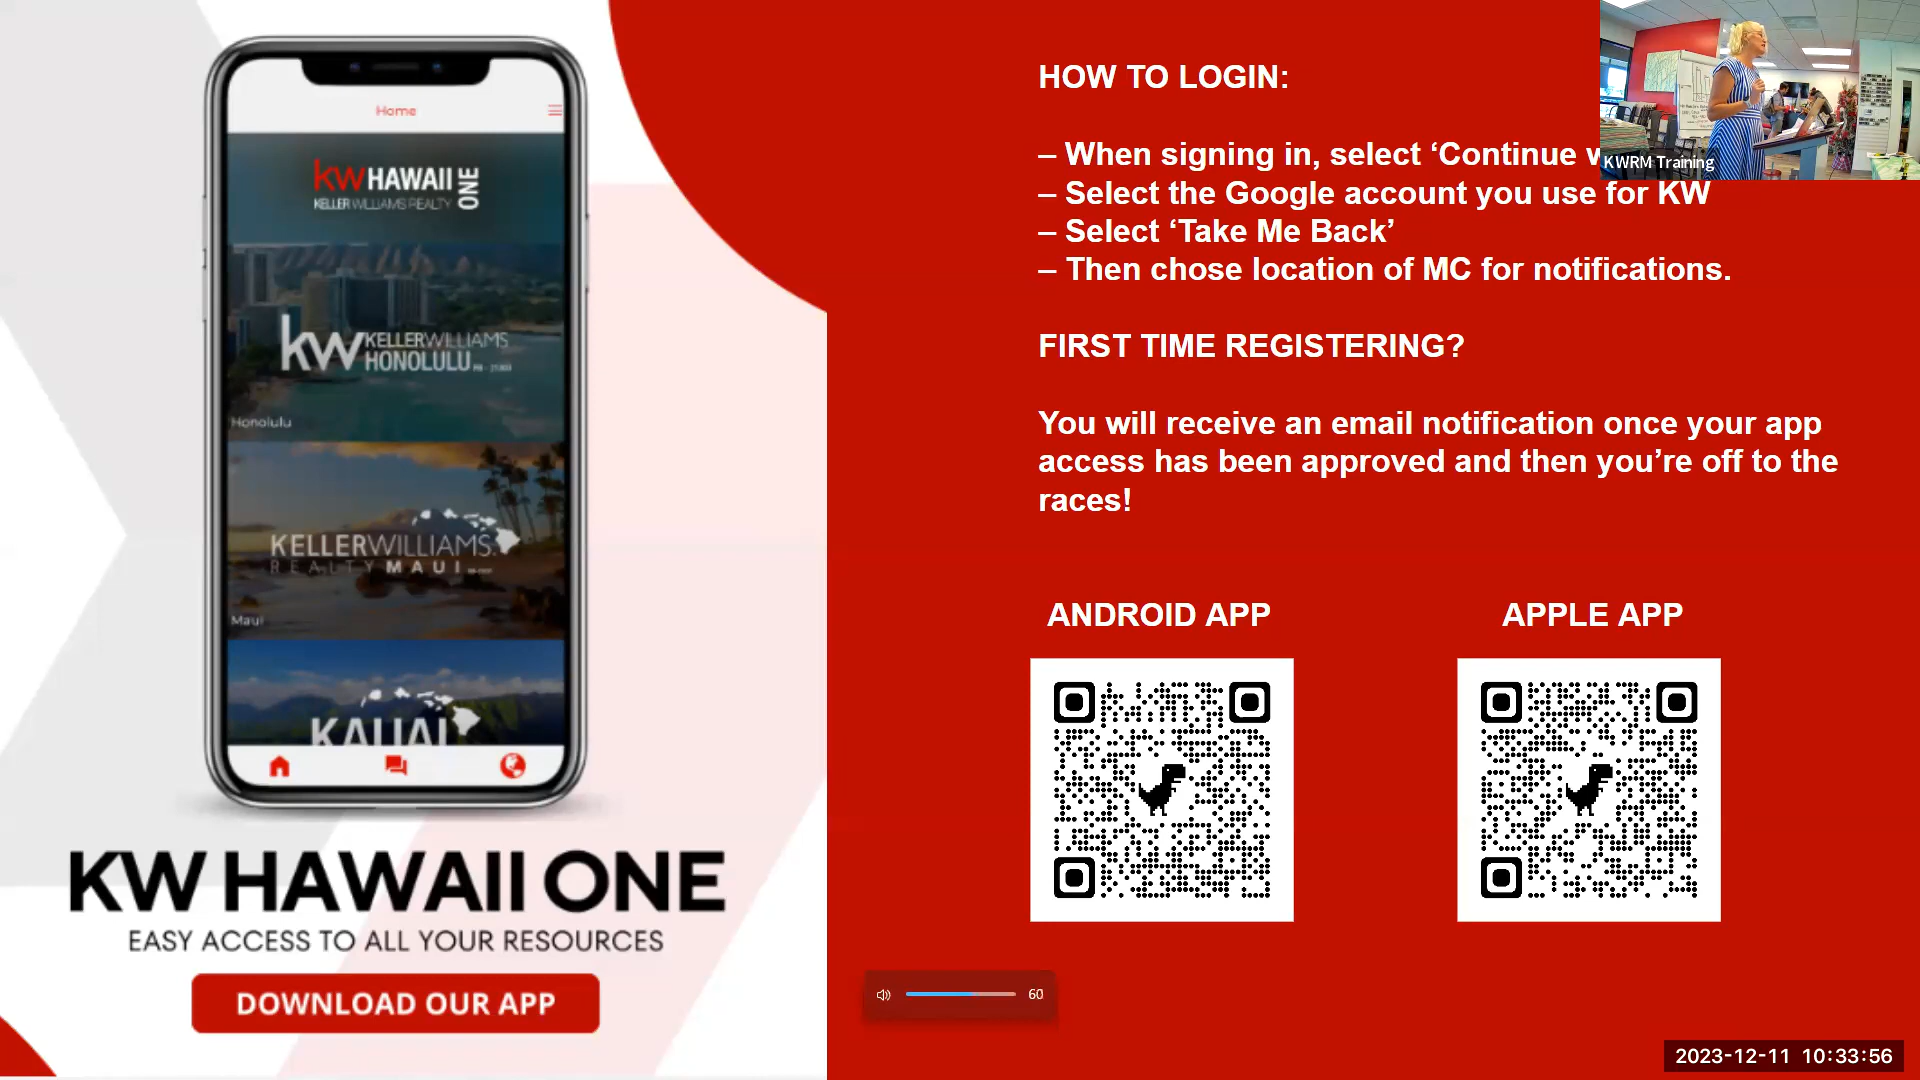 Home
kw HAWAII ONE
KELLER WILLIAMS REALTY
kw KELLERWILLIAMS
HONOLULU
Honolulu
KELLERWILLIAMS.
REALTY MAUI
Maui
KAUAI
KW HAWAII ONE
EASY ACCESS TO ALL YOUR RESOURCES
DOWNLOAD OUR APP
HOW TO LOGIN:
– When signing in, select ‘Continue
– Select the Google account you use for KW
– Select ‘Take Me Back’
– Then chose location of MC for notifications.
FIRST TIME REGISTERING?
You will receive an email notification once your app
access has been approved and then you’re off to the
races!
ANDROID APP
APPLE APP
60
KWRM Training
2023-12-11 10:33:56